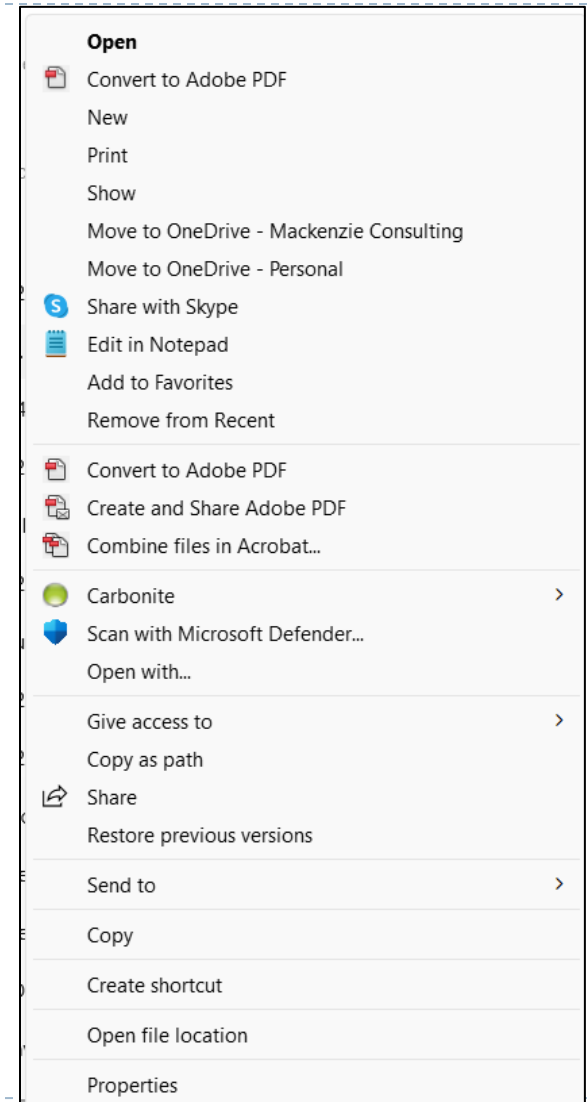 Open
Convert to Adobe PDF
New
Print
Show
Move to OneDrive - Mackenzie Consulting
Move to OneDrive - Personal
Share with Skype
Edit in Notepad
Add to Favorites
Remove from Recent
Convert to Adobe PDF
Create and Share Adobe PDF
Combine files in Acrobat...
Carbonite
Scan with Microsoft Defender...
Open with...
Give access to
Copy as path
Share
Restore previous versions
Send to
Copy
Create shortcut
Open file location
Properties